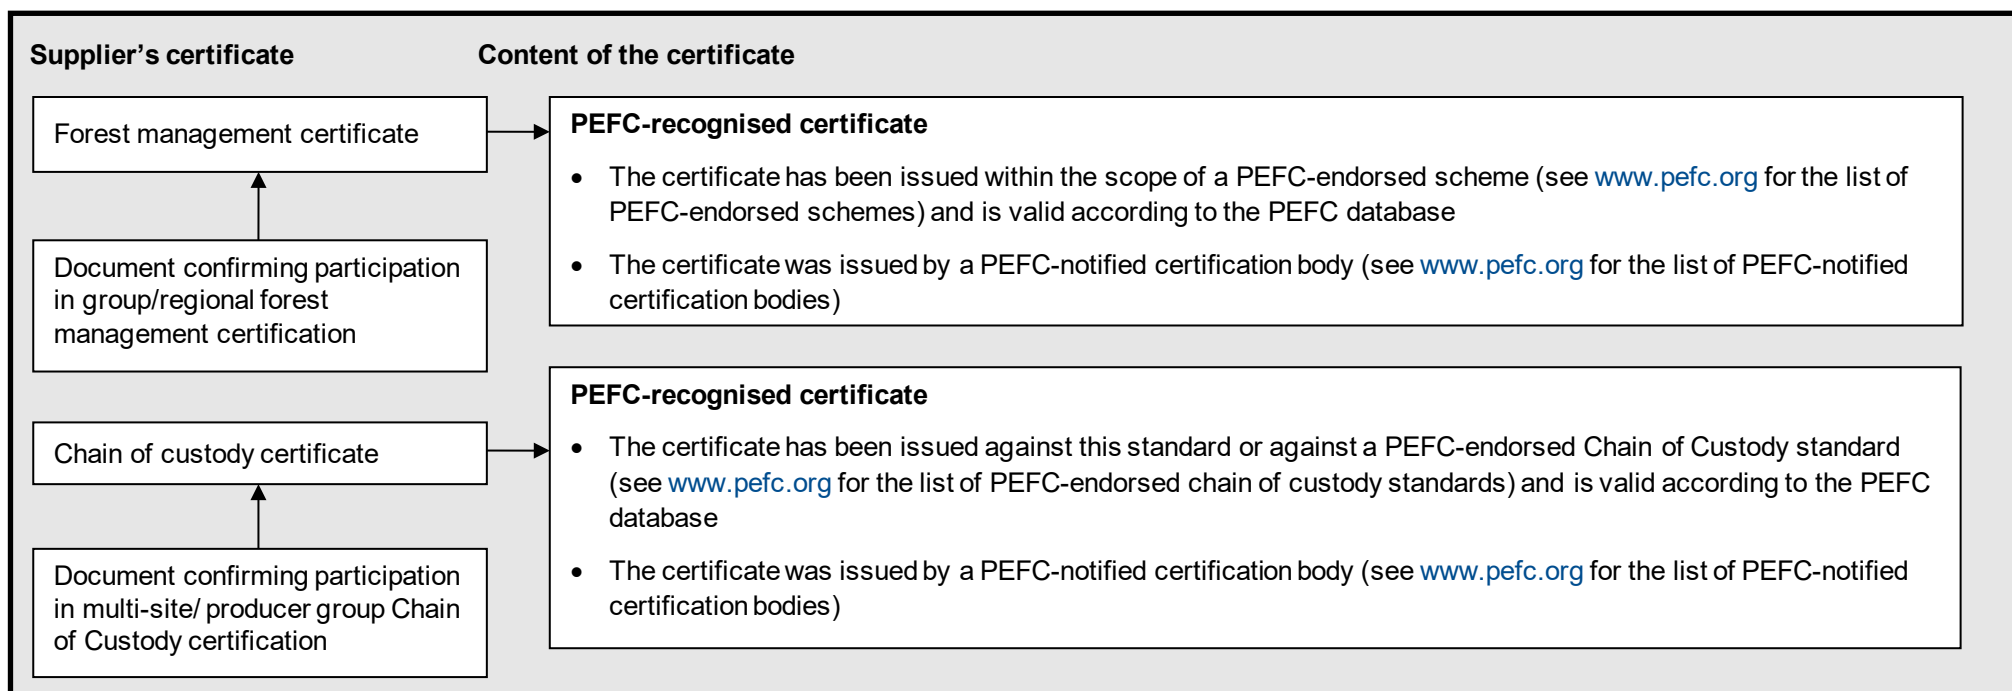 Supplier's certificate
Content of the certificate
Forest management certificate
Document confirming participation
in group/regional forest
management certification
PEFC-recognised certificate
• The certificate has been issued within the scope of a PEFC-endorsed scheme (see www.pefc.org for the list of
PEFC-endorsed schemes) and is valid according to the PEFC database
• The certificate was issued by a PEFC-notified certification body (see www.pefc.org for the list of PEFC-notified
certification bodies)
Chain of custody certificate
Document confirming participation
in multi-site/ producer group Chain
of Custody certification
PEFC-recognised certificate
• The certificate has been issued against this standard or against a PEFC-endorsed Chain of Custody standard
(see www.pefc.org for the list of PEFC-endorsed chain of custody standards) and is valid according to the PEFC
database
• The certificate was issued by a PEFC-notified certification body (see www.pefc.org for the list of PEFC-notified
certification bodies)